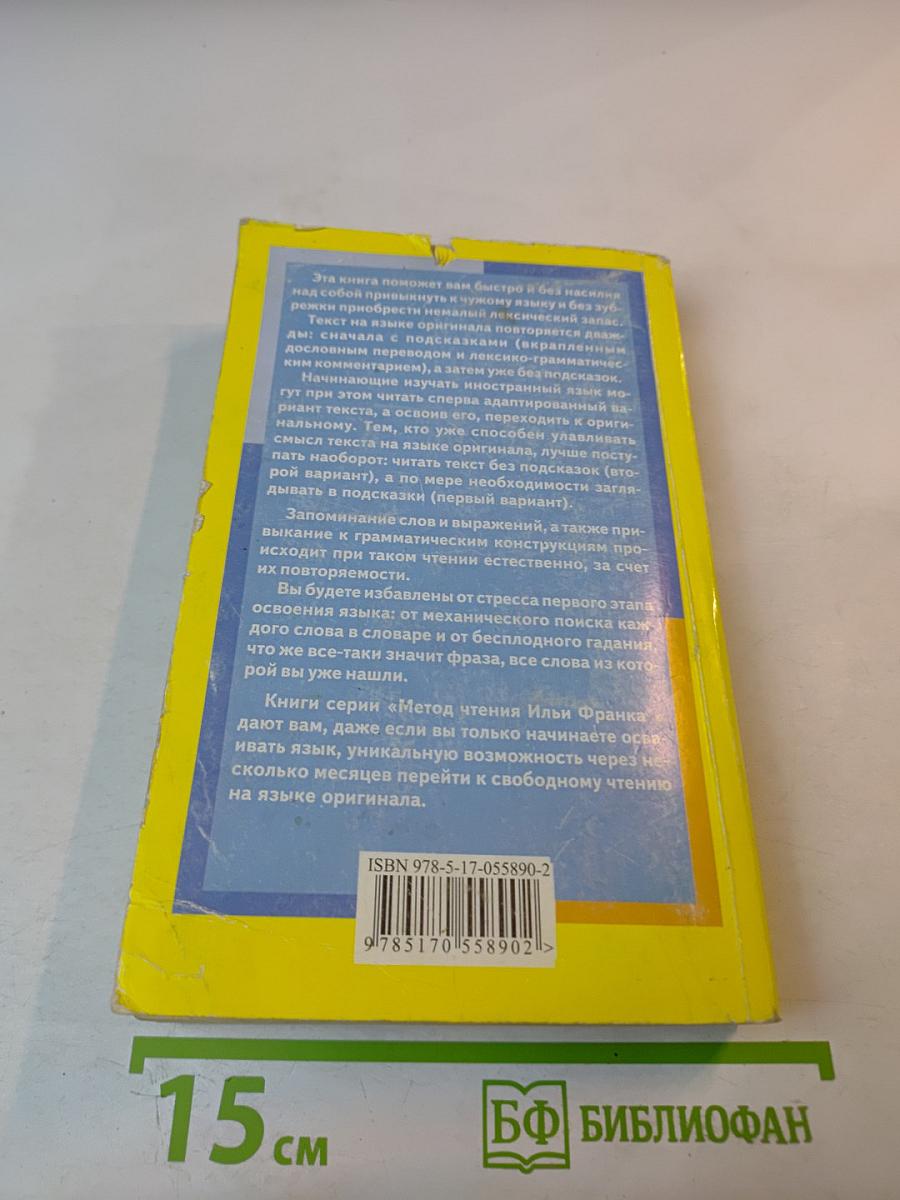 Эта книга поможет вам быстро и без насилия
над собой привыкнуть к чужому языку и без зуб-
режки приобрести немалый лексический запас.
Текст на языке оригинала повторяется дваж-
ды: сначала с подсказками (вкрапленным
дословным переводом и лексико-грамматичес-
ким комментарием), а затем уже без подсказок.
Начинающие изучать иностранный язык мо-
гут при этом читать сперва адаптированный ва-
риант текста, а освоив его, переходить к ориги-
нальному. Тем, кто уже способен улавливать
смысл текста на языке оригинала, лучше посту-
пать наоборот: читать текст без подсказок (вто-
рой вариант), а по мере необходимости загля-
дывать в подсказки (первый вариант).
Запоминание слов и выражений, а также при-
выкание к грамматическим конструкциям про-
исходит при таком чтении естественно, за счет
их повторяемости.
Вы будете избавлены от стресса первого этапа
освоения языка: от механического поиска каж-
дого слова в словаре и от бесплодного гадания,
что же все-таки значит фраза, все слова из кото-
рой вы уже нашли.
Книги серии «Метод чтения Ильи Франка»
дают вам, даже если вы только начинаете осва-
ивать язык, уникальную возможность через не-
сколько месяцев перейти к свободному чтению
на языке оригинала.
ISBN 978-5-17-055890-2
9 785170 558902 >
15 см
БФ БИБЛИОФАН